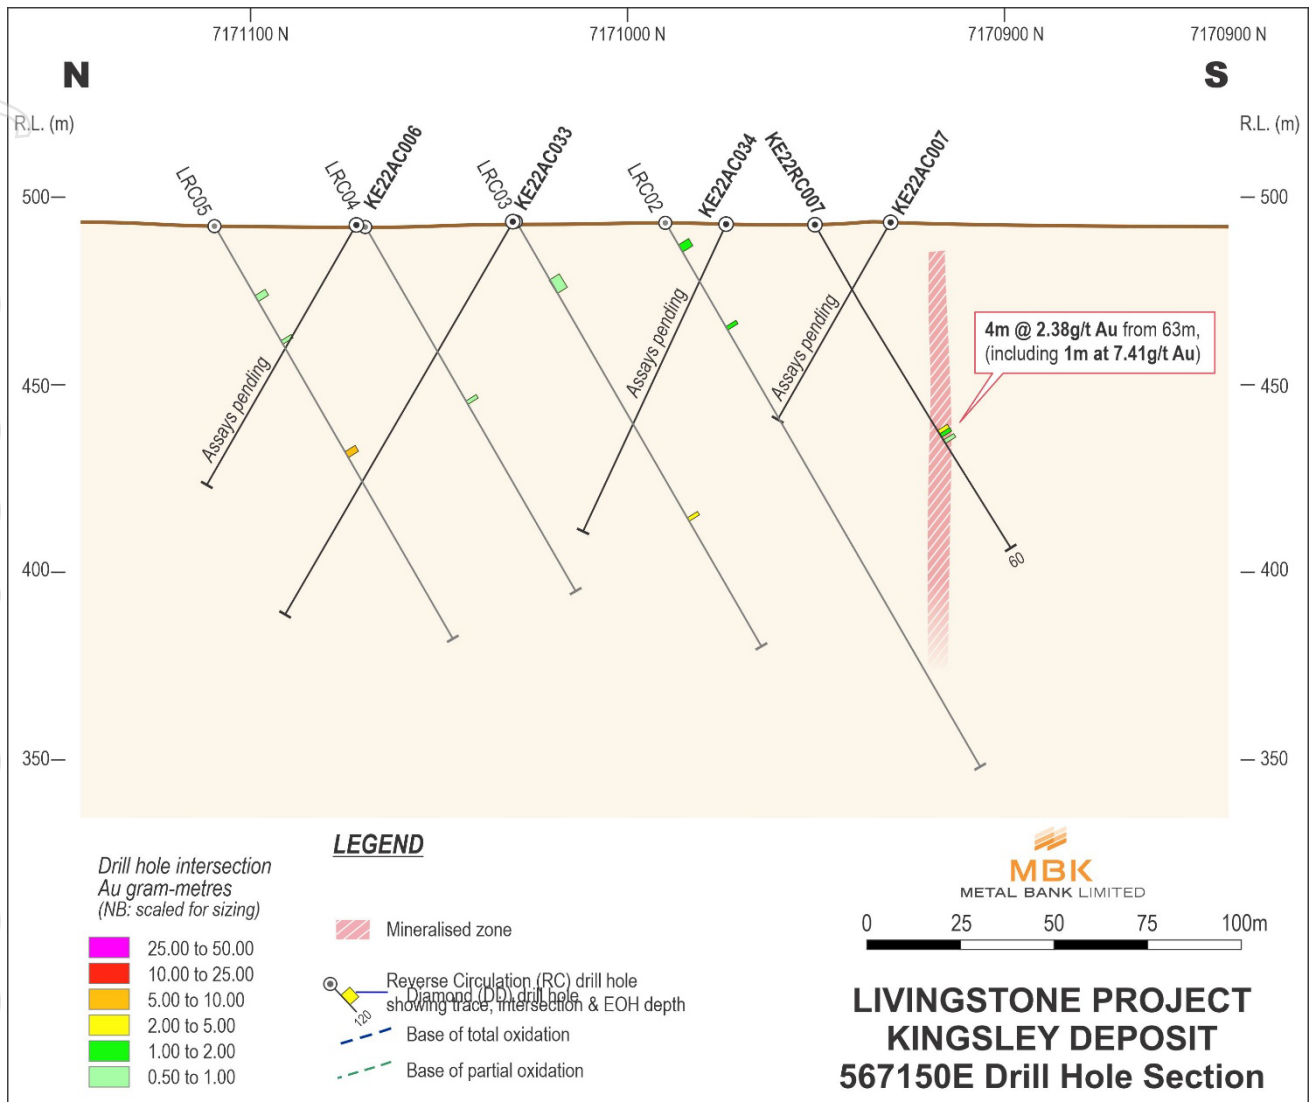 7171100 N
7171000 N
7170900 N
7170900 N
N
S
R.L. (m)
R.L. (m)
LRC05
LRC04
KE22AC006
LRC03
KE22AC033
LRC02
KE22AC034
KE22RC007
KE22AC007
500
500
450
450
400
400
350
350
Assays pending
Assays pending
Assays pending
4m @ 2.38g/t Au from 63m,
(including 1m at 7.41g/t Au)
60
LEGEND
Drill hole intersection
Au gram-metres
(NB: scaled for sizing)
25.00 to 50.00
10.00 to 25.00
5.00 to 10.00
2.00 to 5.00
1.00 to 2.00
0.50 to 1.00
Mineralised zone
Reverse Circulation (RC) drill hole
showing trace, intersection & EOH depth
Diamond (DD) drill hole
120
Base of total oxidation
Base of partial oxidation
MBK
METAL BANK LIMITED
0 25 50 75 100m
LIVINGSTONE PROJECT
KINGSLEY DEPOSIT
567150E Drill Hole Section